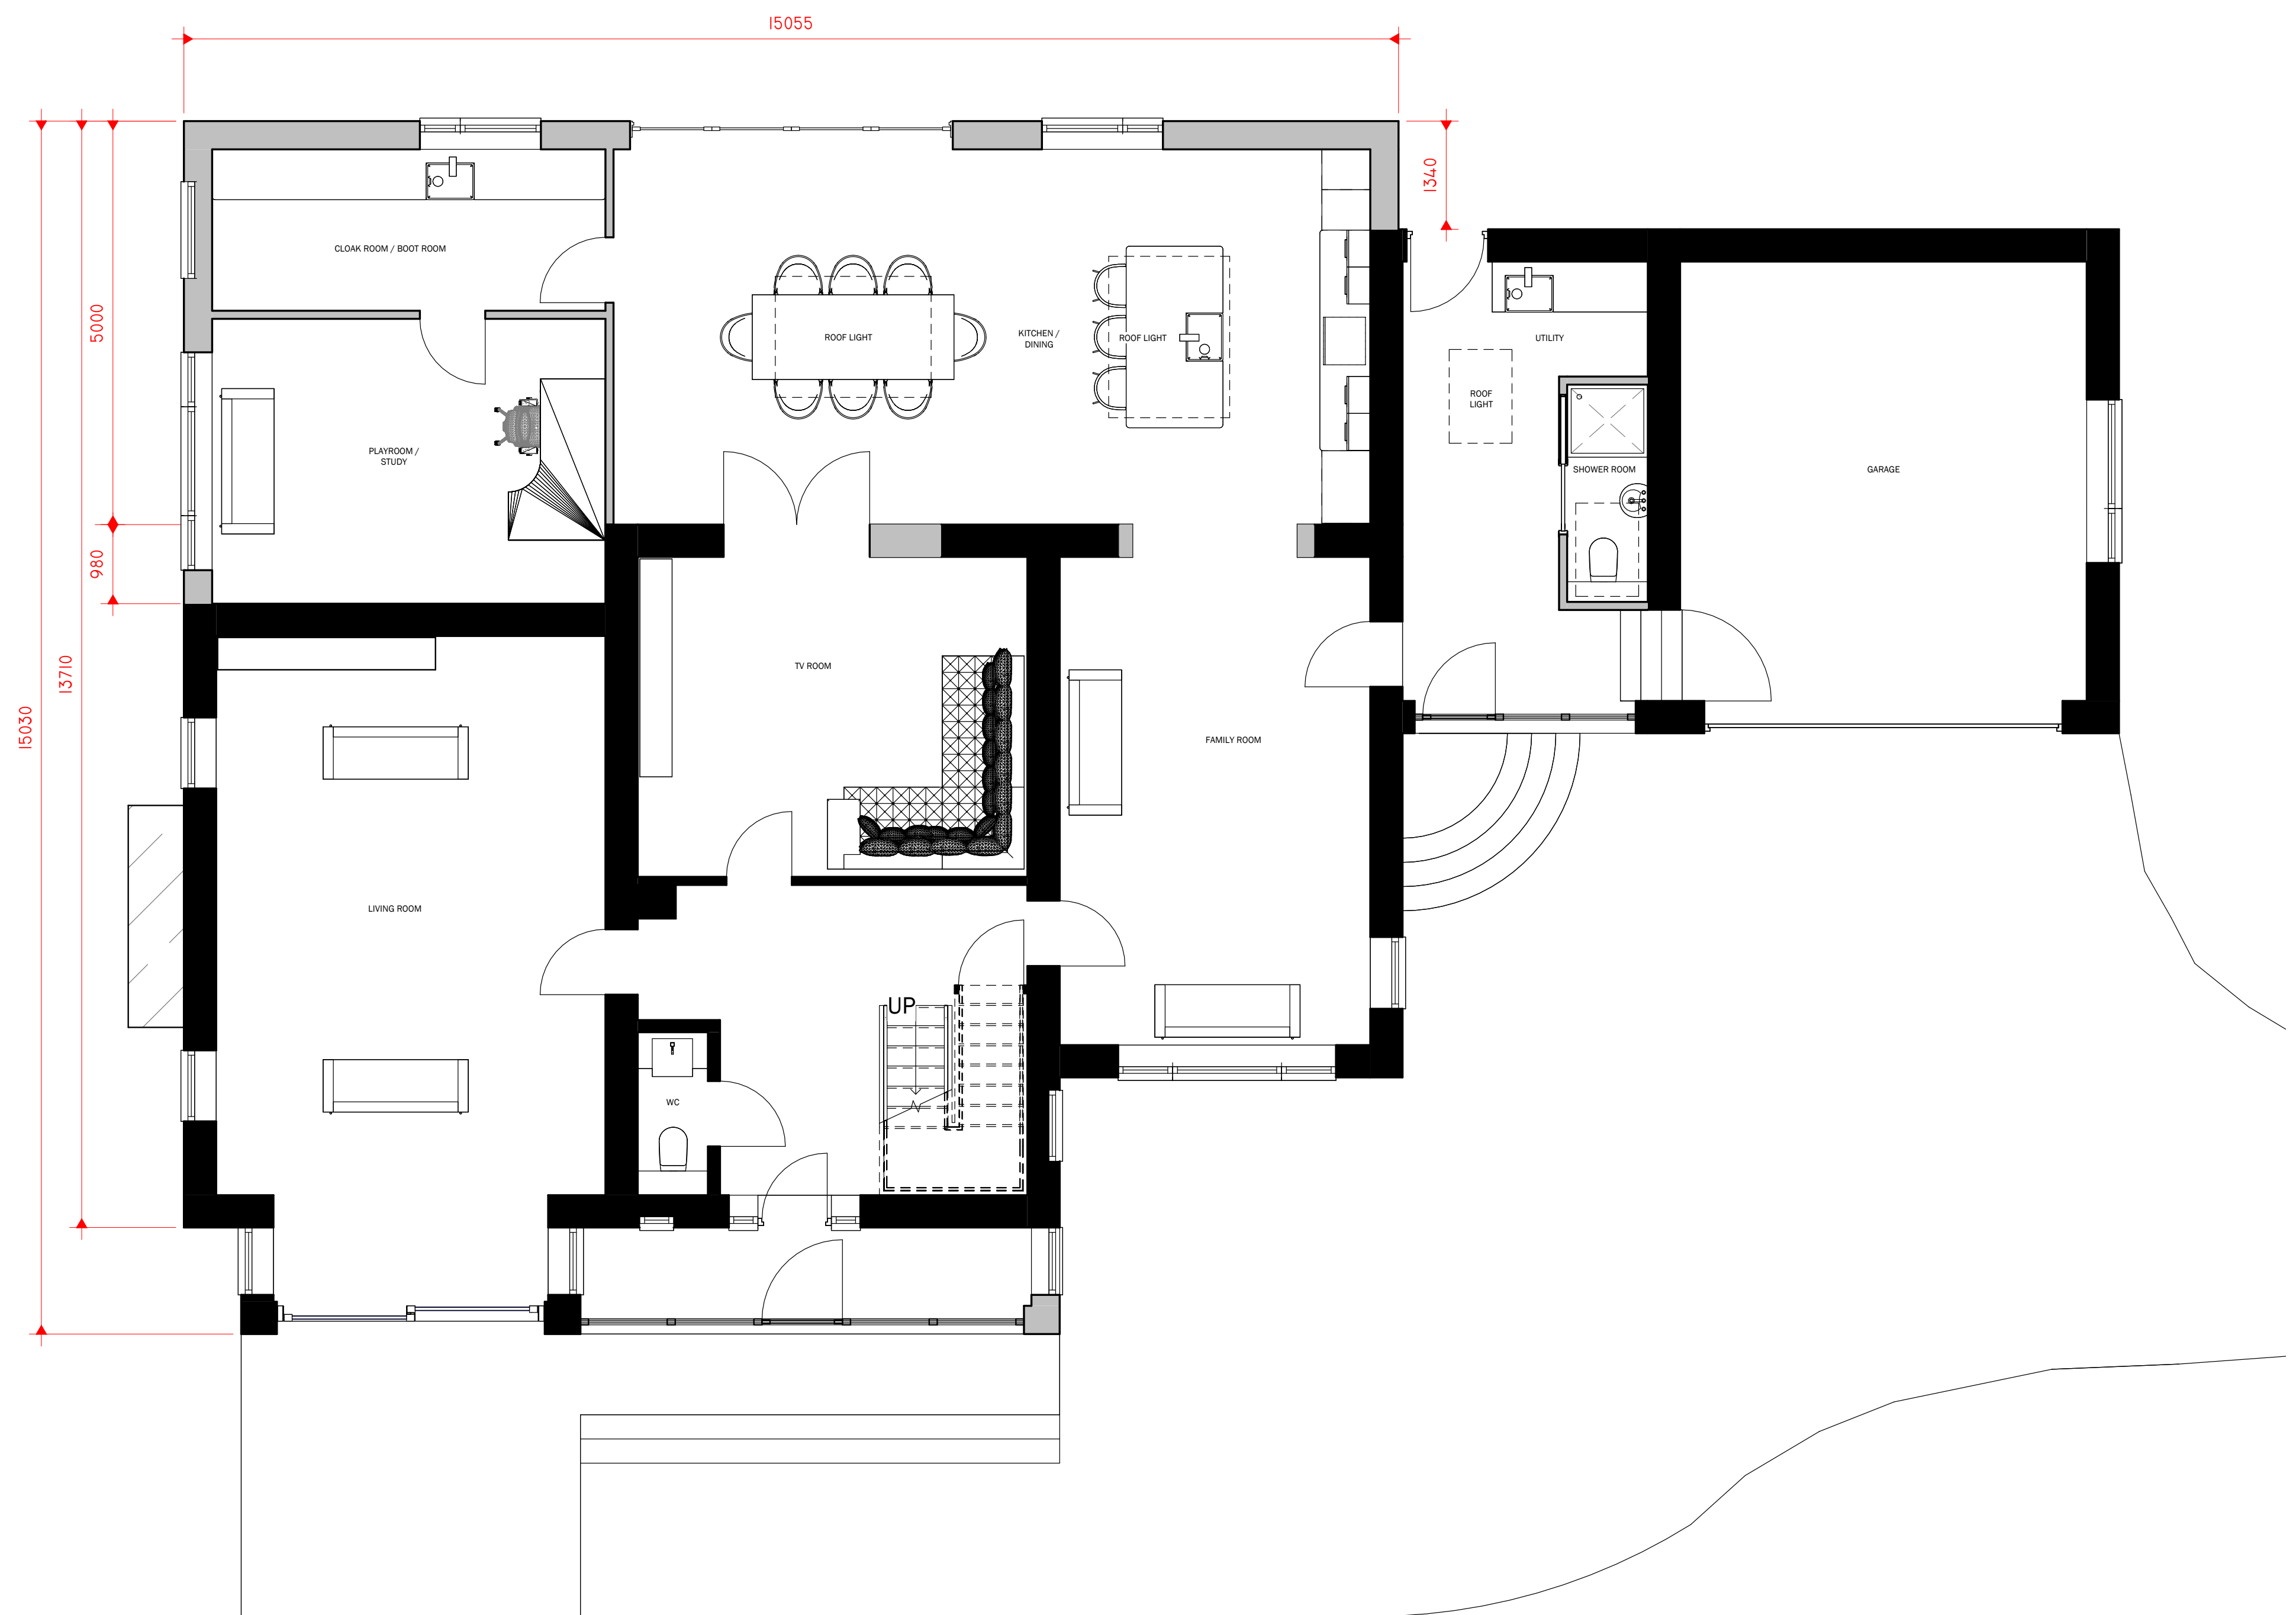 15055
1340
CLOAK ROOM / BOOT ROOM
5000
ROOF LIGHT
KITCHEN /
DINING
ROOF LIGHT
UTILITY
ROOF
LIGHT
PLAYROOM /
STUDY
SHOWER ROOM
GARAGE
980
13710
TV ROOM
15030
FAMILY ROOM
LIVING ROOM
UP
WC